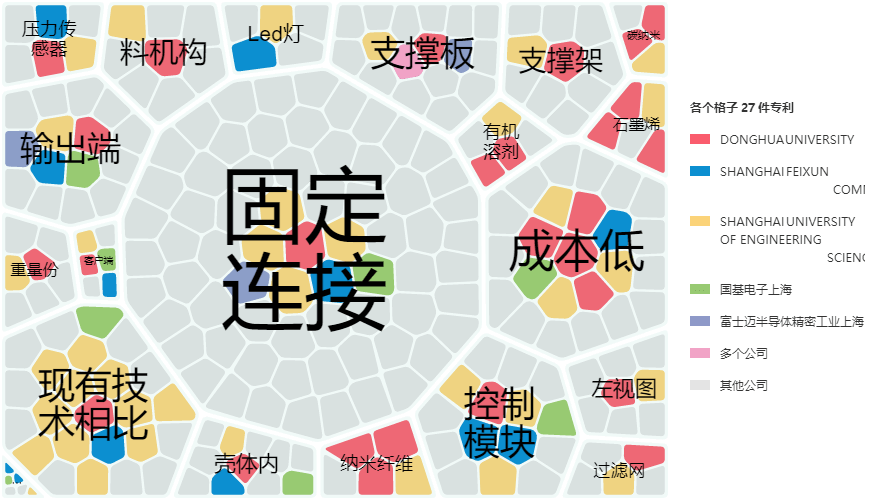 压力传
感器
料机构
Led灯
支撑板
支撑架
碳纳米
石墨烯
有机
溶剂
输出端
固定
连接
成本低
重量份
客户端
现有技
术相比
控制
模块
左视图
壳体内
纳米纤维
过滤网
各个格子 27 件专利
DONGHUA UNIVERSITY
SHANGHAI FEIXUN
COMI
SHANGHAI UNIVERSITY
OF ENGINEERING
SCIENC
国基电子上海
富士迈半导体精密工业上海
多个公司
其他公司